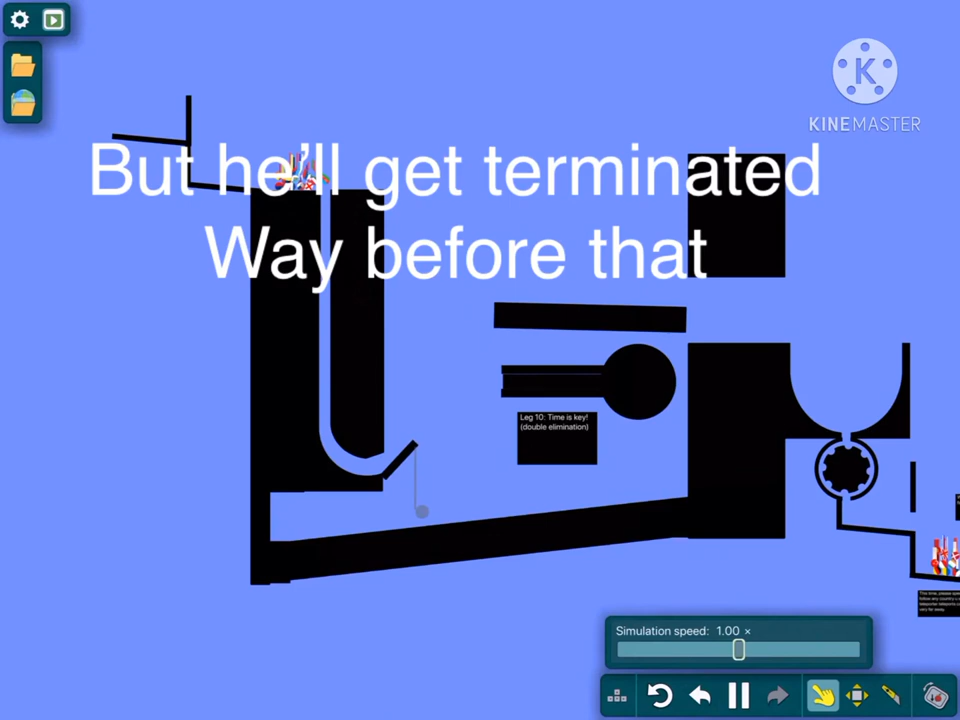 KINEMASTER
But he'll get terminated
Way before that
Leg 10: Time is key!
(double elimination)
Simulation speed: 1.00 ×